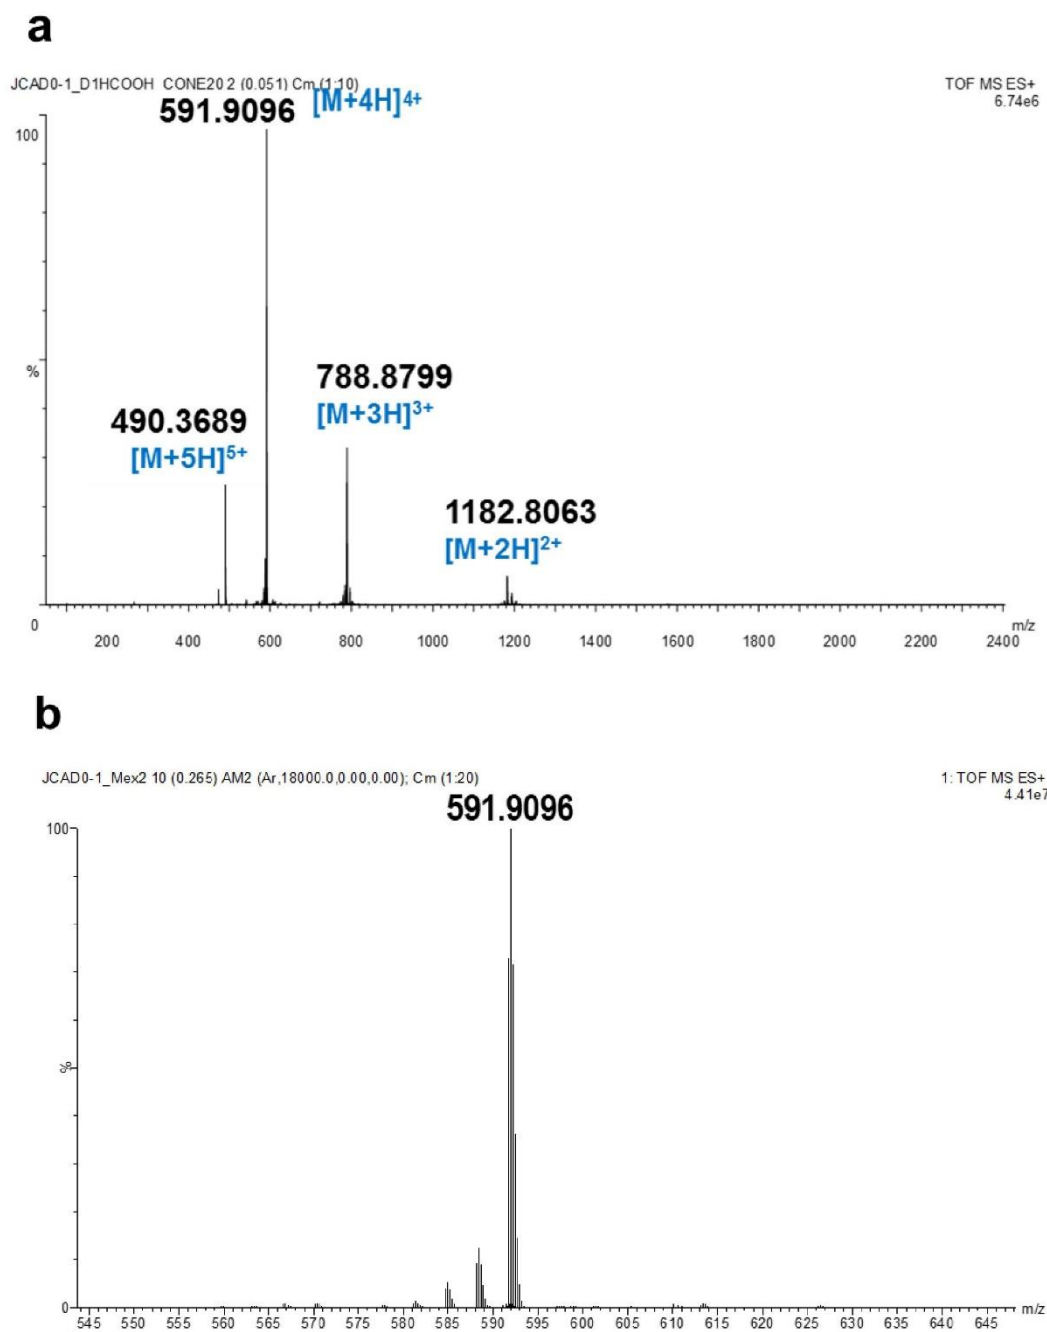 a
JCAD0-1_D1HCOOH CONE20 2 (0.051) Cm (1:10)
TOF MS ES+
6.74e6
591.9096 [M+4H]4+
100
%
788.8799
[M+3H]3+
490.3689
[M+5H]5+
1182.8063
[M+2H]2+
0
m/z
200 400 600 800 1000 1200 1400 1600 1800 2000 2200 2400
b
JCAD0-1_Mex2 10 (0.265) AM2 (Ar,18000.0,0.00,0.00); Cm (1:20)
1: TOF MS ES+
4.41e7
591.9096
100
%
0
m/z
545 550 555 560 565 570 575 580 585 590 595 600 605 610 615 620 625 630 635 640 645